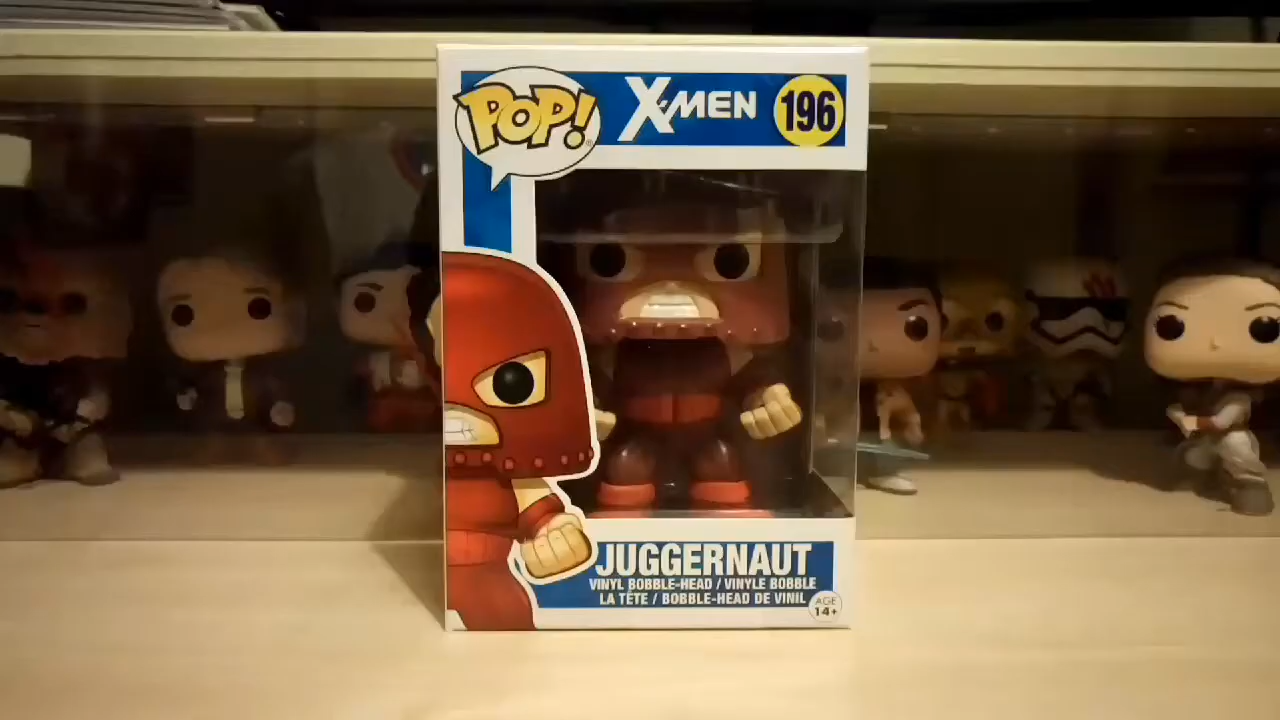 POP!
X-MEN
196
JUGGERNAUT
VINYL BOBBLE-HEAD / VINYLE BOBBLE
LA TÊTE / BOBBLE-HEAD DE VINIL
AGE
14+